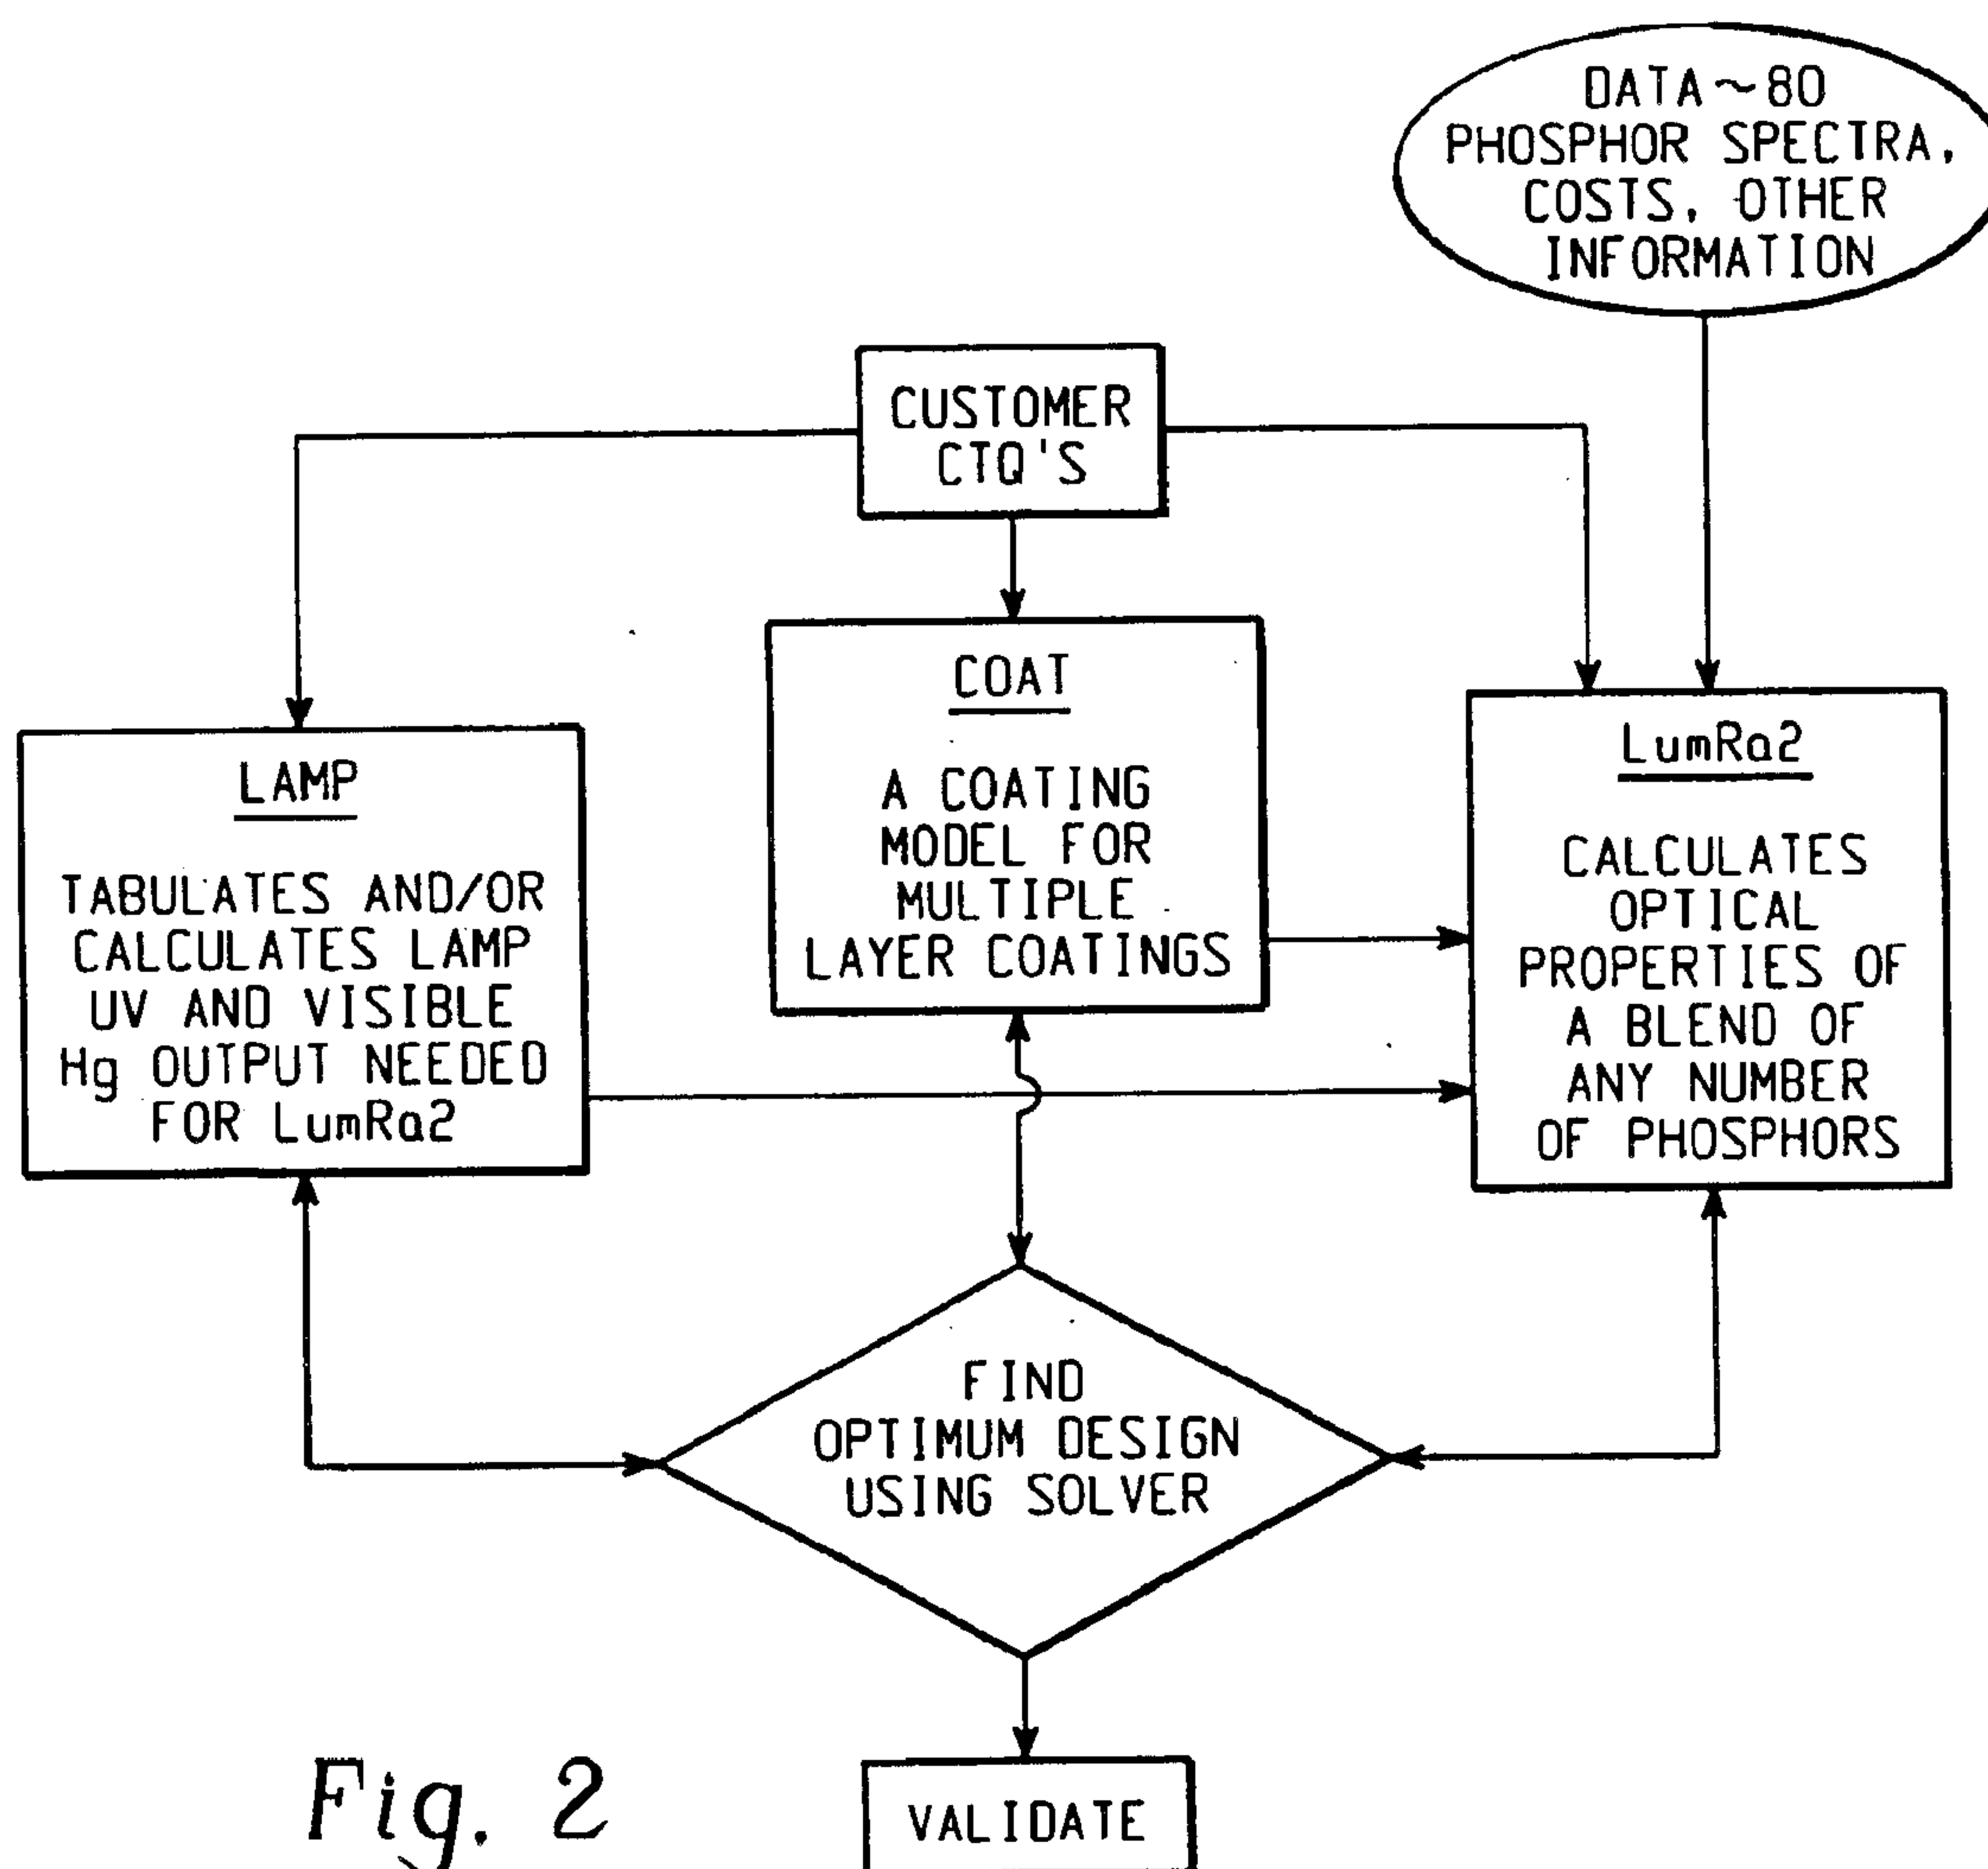 DATA ~ 80
PHOSPHOR SPECTRA,
COSTS, OTHER
INFORMATION
CUSTOMER
CTQ'S
COAT
A COATING
MODEL FOR
MULTIPLE
LAYER COATINGS
LumRa2
CALCULATES
OPTICAL
PROPERTIES OF
A BLEND OF
ANY NUMBER
OF PHOSPHORS
LAMP
TABULATES AND/OR
CALCULATES LAMP
UV AND VISIBLE
Hg OUTPUT NEEDED
FOR LumRa2
FIND
OPTIMUM DESIGN
USING SOLVER
VALIDATE
Fig. 2